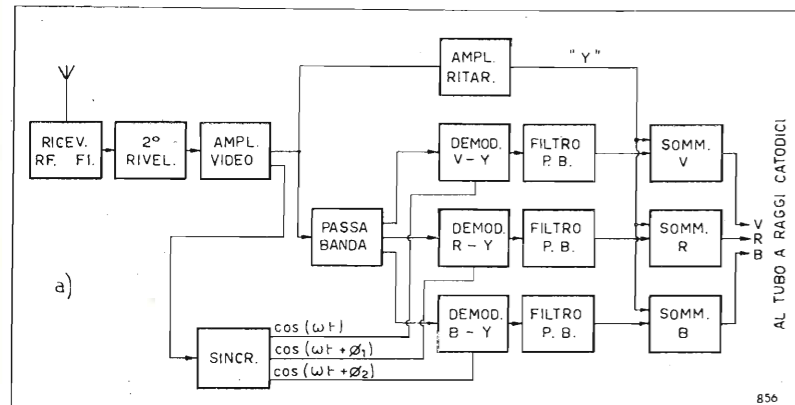 AMPL.
RITAR.
"Y"
RICEV.
RF. FI.
2°
RIVEL.
AMPL.
VIDEO
DEMOD.
V-Y
FILTRO
P. B.
SOMM.
V
PASSA
BANDA
DEMOD.
R-Y
FILTRO
P. B.
SOMM.
R
DEMOD.
B-Y
FILTRO
P. B.
SOMM.
B
V
R
B
AL TUBO A RAGGI CATODICI
a)
SINCR.
cos (ωt)
cos (ωt + ø₁)
cos (ωt + ø₂)
856